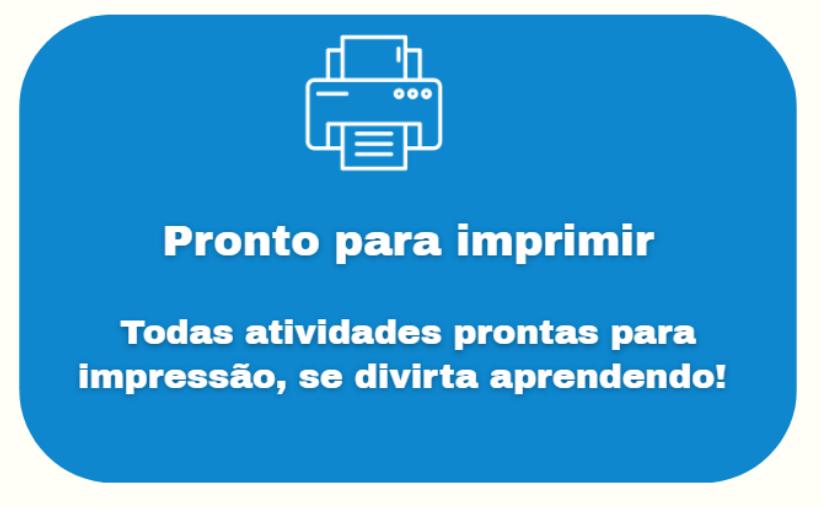 Pronto para imprimir
Todas atividades prontas para
impressão, se divirta aprendendo!